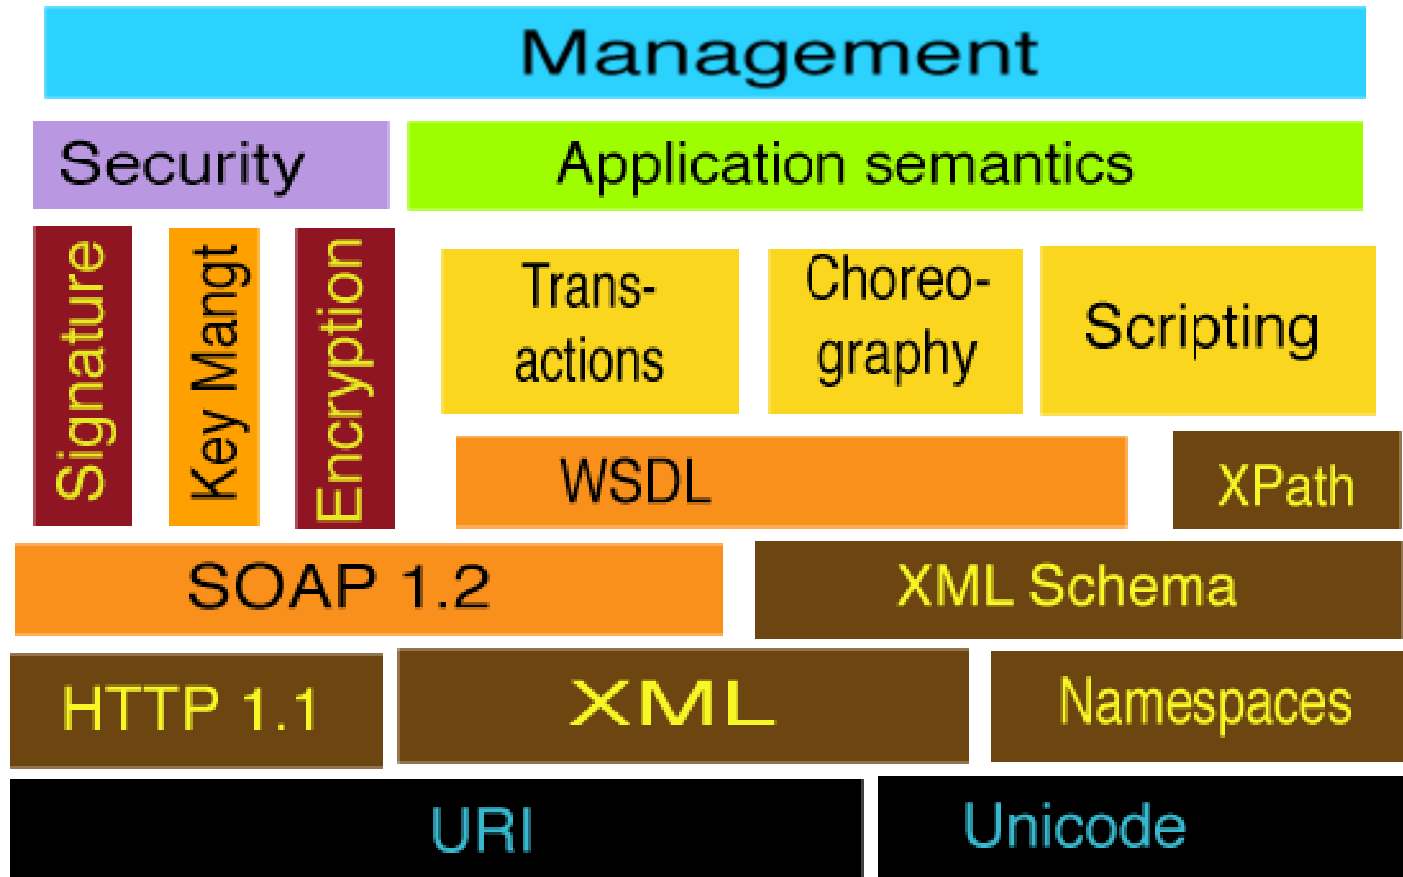 Management
Security
Application semantics
Signature
Key Mangt
Encryption
Trans-
actions
Choreo-
graphy
Scripting
WSDL
XPath
SOAP 1.2
XML Schema
HTTP 1.1
XML
Namespaces
URI
Unicode